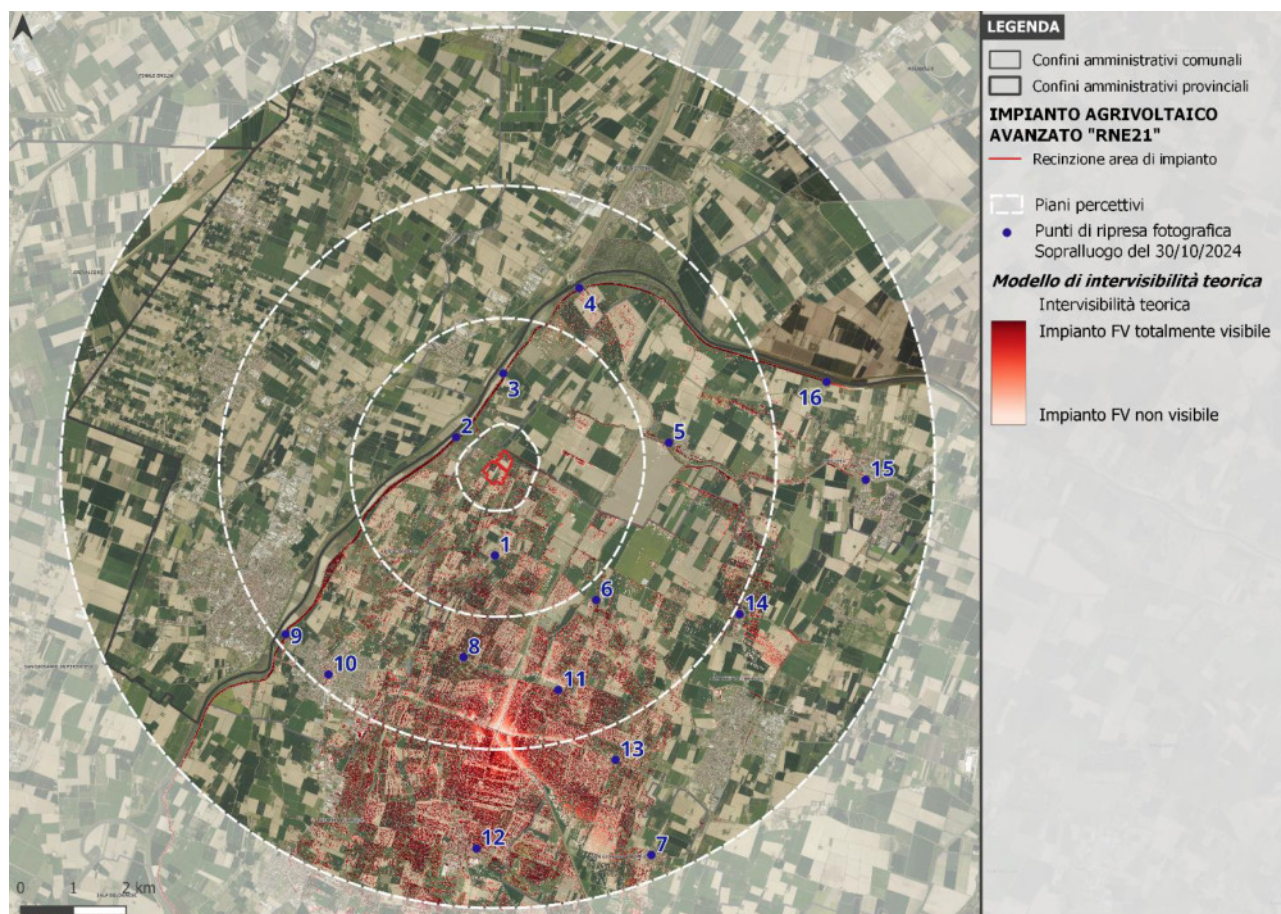 LEGENDA
Confini amministrativi comunali
Confini amministrativi provinciali
IMPIANTO AGRIVOLTAICO
AVANZATO "RNE21"
Recinzione area di impianto
Piani percettivi
Punti di ripresa fotografica
Sopralluogo del 30/10/2024
Modello di intervisibilità teorica
Intervisibilità teorica
Impianto FV totalmente visibile
Impianto FV non visibile
4
3
16
2
5
15
1
6
14
9
8
10
11
13
12
7
0 1 2 km